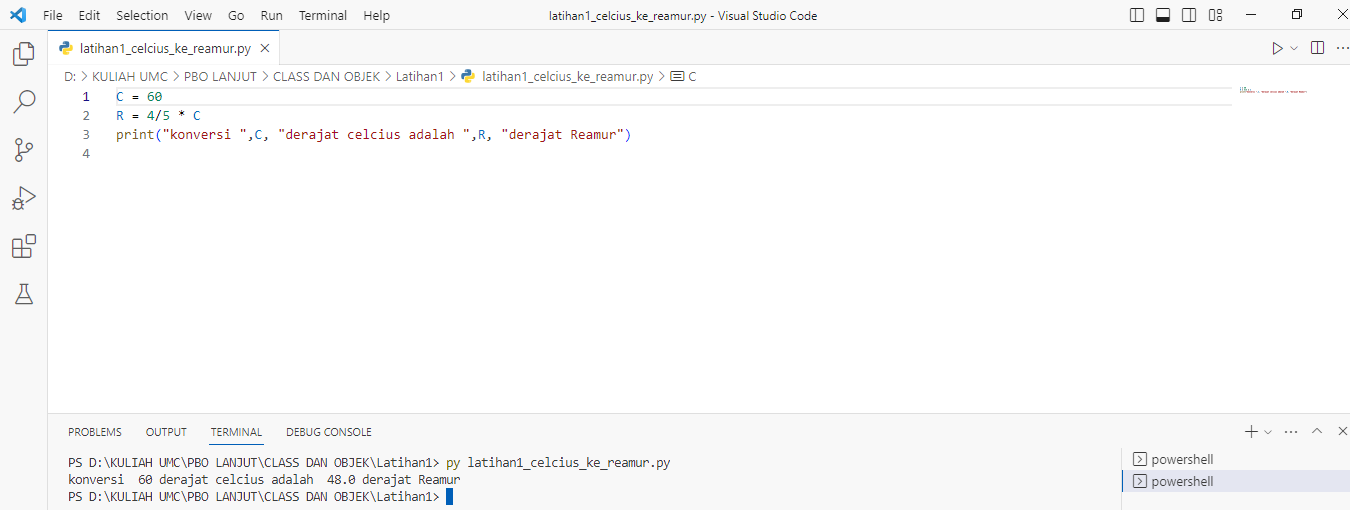 File Edit Selection View Go Run Terminal Help latihan1_celcius_ke_reamur.py - Visual Studio Code
latihan1_celcius_ke_reamur.py
D: > KULIAH UMC > PBO LANJUT > CLASS DAN OBJEK > Latihan1 > latihan1_celcius_ke_reamur.py > C
1 C = 60
2 R = 4/5 * C
3 print("konversi ",C, "derajat celcius adalah ",R, "derajat Reamur")
4
PROBLEMS OUTPUT TERMINAL DEBUG CONSOLE
PS D:\KULIAH UMC\PBO LANJUT\CLASS DAN OBJEK\Latihan1> py latihan1_celcius_ke_reamur.py
konversi  60 derajat celcius adalah  48.0 derajat Reamur
PS D:\KULIAH UMC\PBO LANJUT\CLASS DAN OBJEK\Latihan1>
powershell
powershell